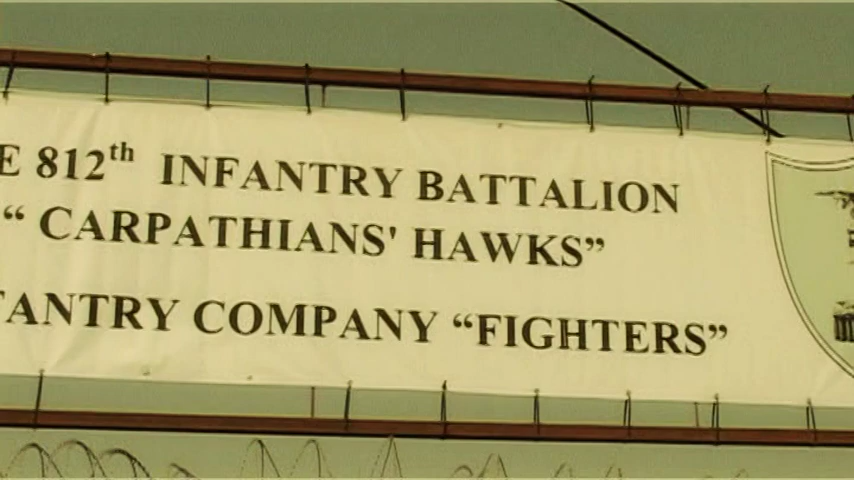 E 812th INFANTRY BATTALION
“ CARPATHIANS' HAWKS”
FANTRY COMPANY “FIGHTERS”